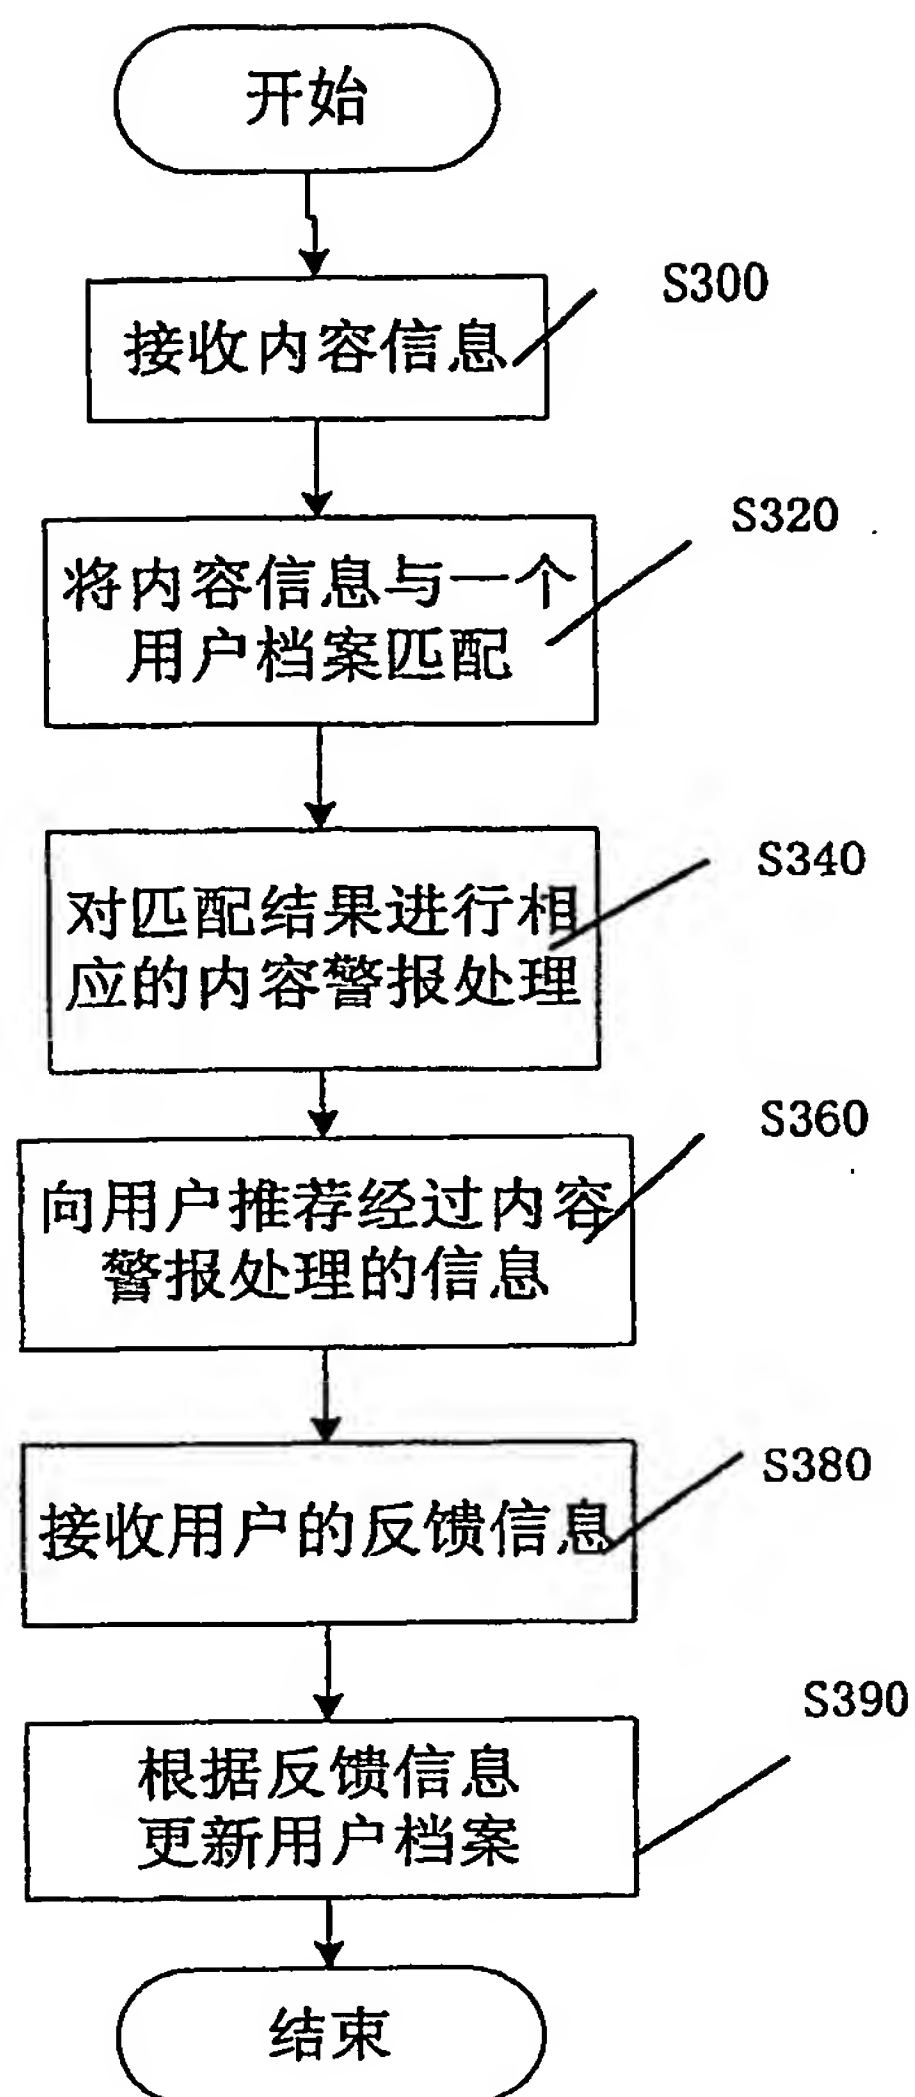 开始
S300
接收内容信息
S320
将内容信息与一个
用户档案匹配
S340
对匹配结果进行相
应的内容警报处理
S360
向用户推荐经过内容
警报处理的信息
S380
接收用户的反馈信息
S390
根据反馈信息
更新用户档案
结束